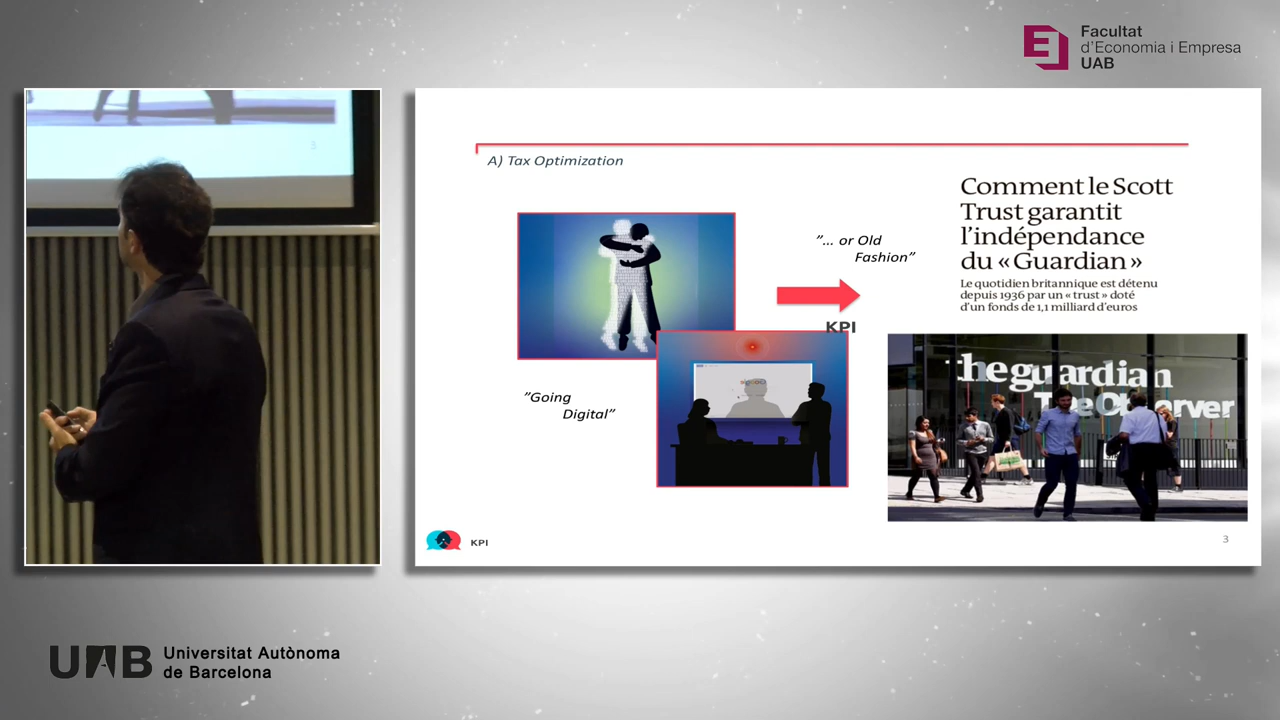 Facultat
d'Economia i Empresa
UAB
3
A) Tax Optimization
"... or Old
Fashion"
KPI
"Going
Digital"
Comment le Scott
Trust garantit
l'indépendance
du « Guardian »
Le quotidien britannique est détenu
depuis 1936 par un « trust » doté
d'un fonds de 1,1 milliard d'euros
theguardian
The Observer
KPI
3
UAB
Universitat Autònoma
de Barcelona